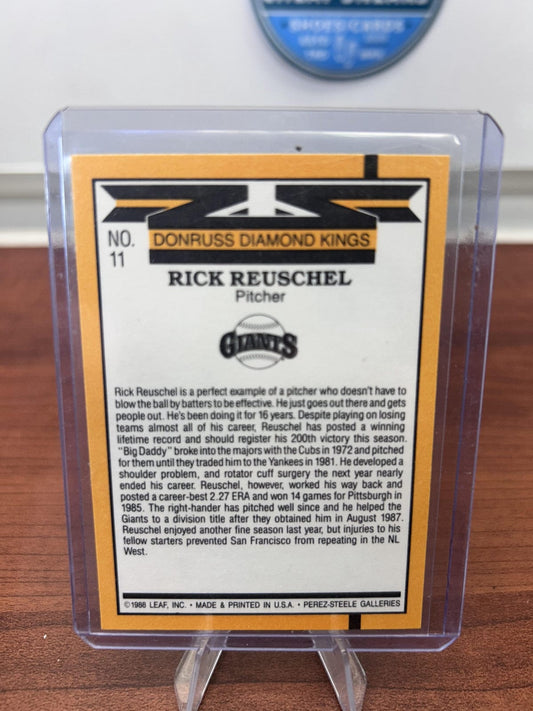 SHOES/CARDS
NO.
11
DONRUSS DIAMOND KINGS
RICK REUSCHEL
Pitcher
GIANTS
Rick Reuschel is a perfect example of a pitcher who doesn't have to
blow the ball by batters to be effective. He just goes out there and gets
people out. He's been doing it for 16 years. Despite playing on losing
teams almost all of his career, Reuschel has posted a winning
lifetime record and should register his 200th victory this season.
"Big Daddy" broke into the majors with the Cubs in 1972 and pitched
for them until they traded him to the Yankees in 1981. He developed a
shoulder problem, and rotator cuff surgery the next year nearly
ended his career. Reuschel, however, worked his way back and
posted a career-best 2.27 ERA and won 14 games for Pittsburgh in
1985. The right-hander has pitched well since and he helped the
Giants to a division title after they obtained him in August 1987.
Reuschel enjoyed another fine season last year, but injuries to his
fellow starters prevented San Francisco from repeating in the NL
West.
©1988 LEAF, INC. • MADE & PRINTED IN U.S.A. • PEREZ-STEELE GALLERIES